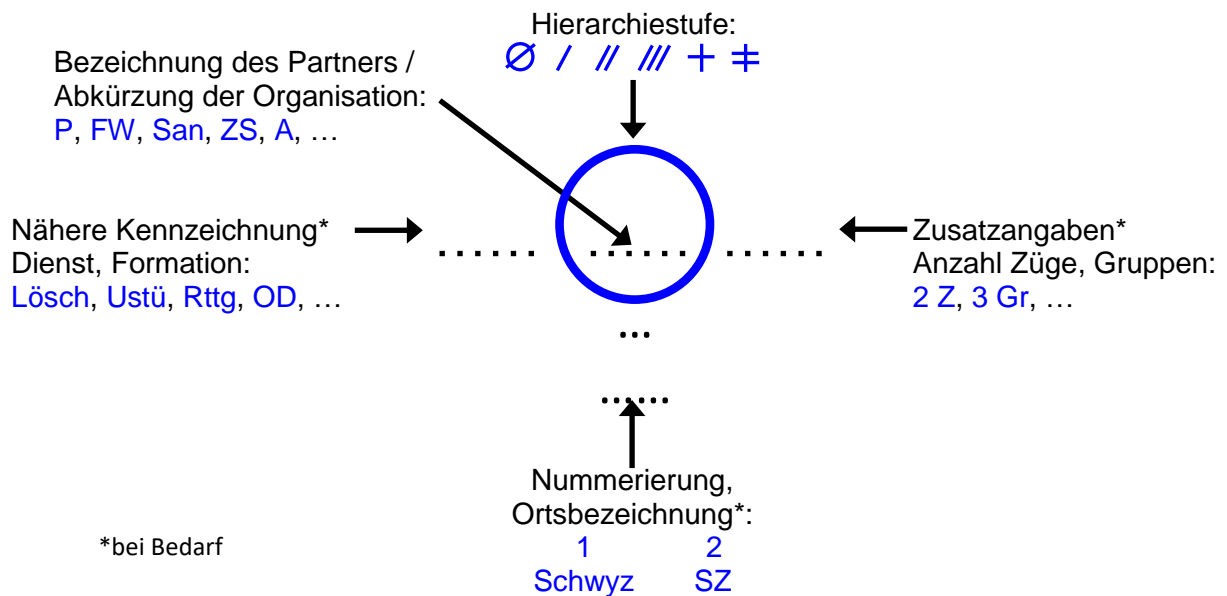 Hierarchiestufe:
Ø / // /// + ‡
Bezeichnung des Partners /
Abkürzung der Organisation:
P, FW, San, ZS, A, …
Nähere Kennzeichnung*
Dienst, Formation:
Lösch, Ustü, Rttg, OD, …
...... ...... ......
Zusatzangaben*
Anzahl Züge, Gruppen:
2 Z, 3 Gr, …
...
......
Nummerierung,
Ortsbezeichnung*:
1 2
Schwyz SZ
*bei Bedarf